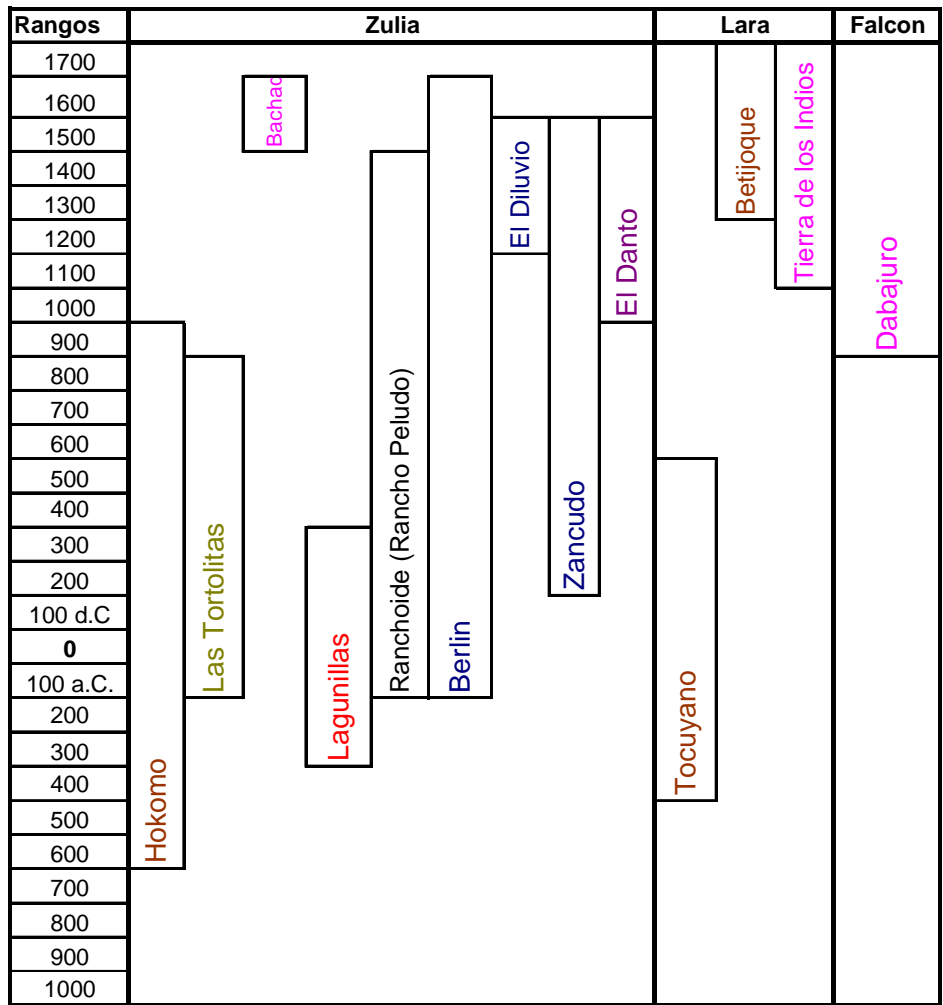 Rangos Zulia Lara Falcon
1700
1600
1500
1400
1300
1200
1100
1000
900
800
700
600
500
400
300
200
100 d.C
0
100 a.C.
200
300
400
500
600
700
800
900
1000
Hokomo
Las Tortolitas
Bachac
Lagunillas
Ranchoide (Rancho Peludo)
Berlin
El Diluvio
Zancudo
El Danto
Tocuyano
Betijoque
Tierra de los Indios
Dabajuro